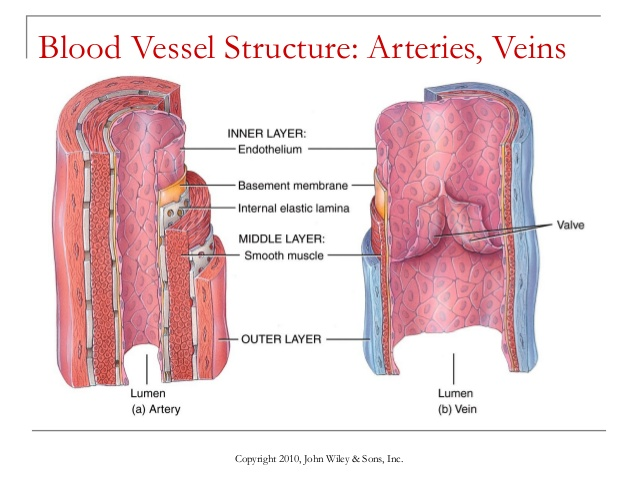 Blood Vessel Structure: Arteries, Veins
INNER LAYER:
Endothelium
Basement membrane
Internal elastic lamina
MIDDLE LAYER:
Smooth muscle
OUTER LAYER
Valve
Lumen
(a) Artery
Lumen
(b) Vein
Copyright 2010, John Wiley & Sons, Inc.